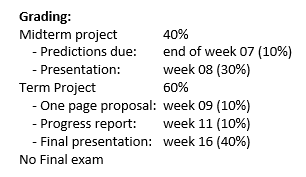 Grading:
Midterm project 40%
- Predictions due: end of week 07 (10%)
- Presentation: week 08 (30%)
Term Project 60%
- One page proposal: week 09 (10%)
- Progress report: week 11 (10%)
- Final presentation: week 16 (40%)
No Final exam